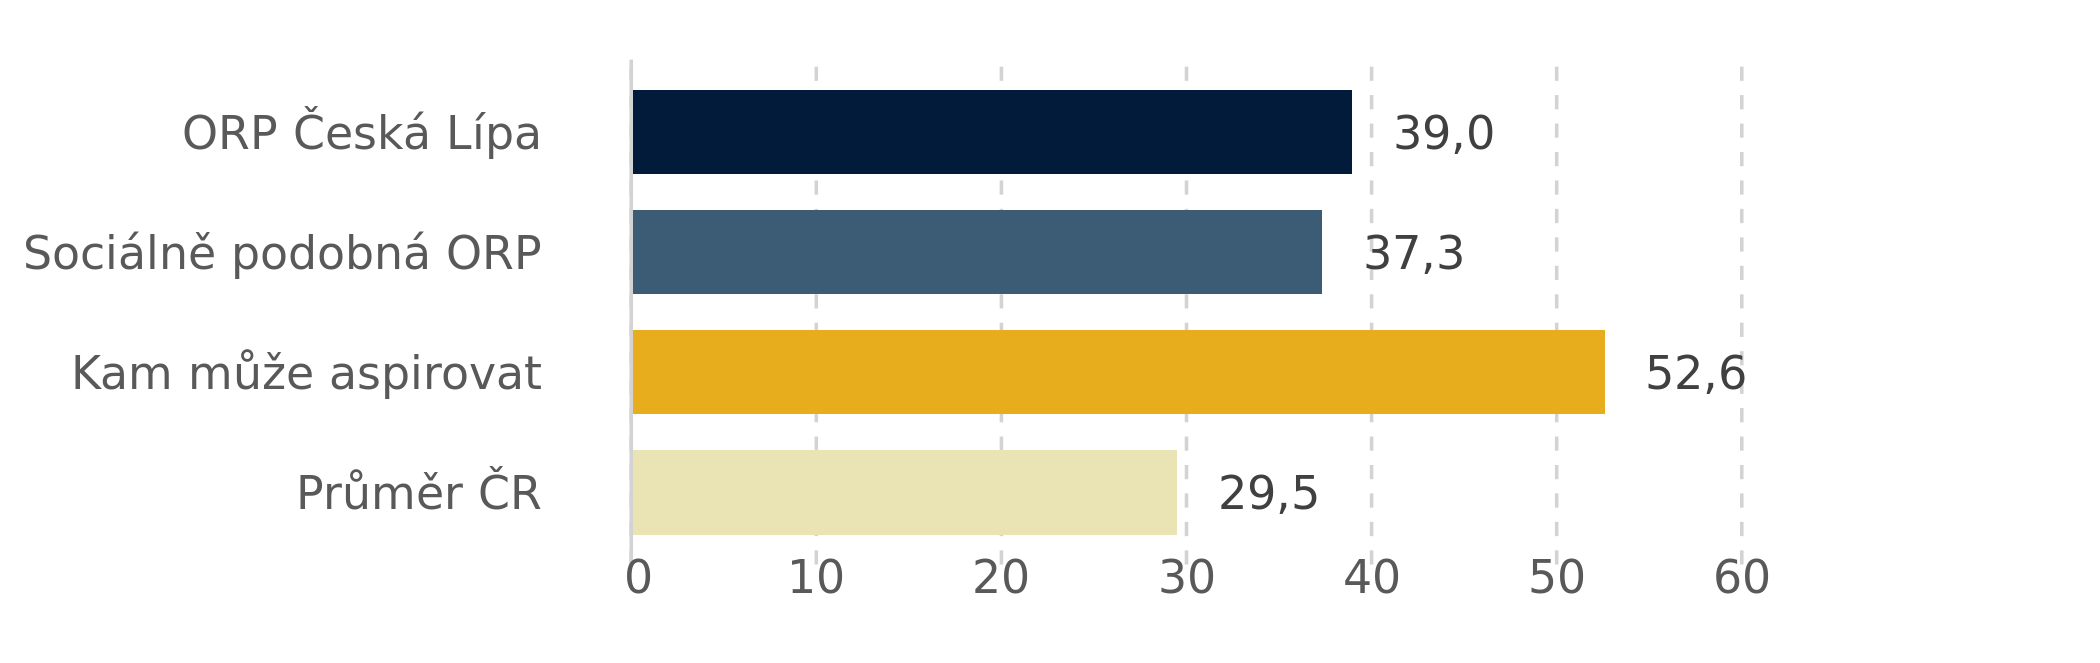 ORP Česká Lípa 39,0
Sociálně podobná ORP 37,3
Kam může aspirovat 52,6
Průměr ČR 29,5
0 10 20 30 40 50 60